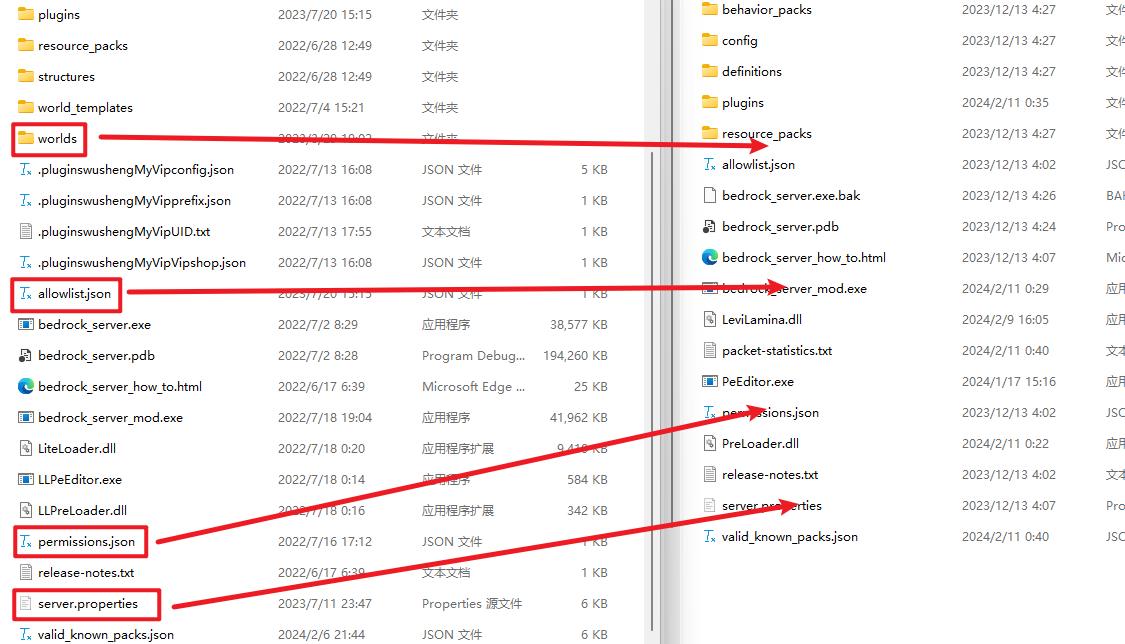 plugins 2023/7/20 15:15 文件夹
resource_packs 2022/6/28 12:49 文件夹
structures 2022/6/28 12:49 文件夹
world_templates 2022/7/4 15:21 文件夹
worlds 文件夹
.pluginswushengMyVipconfig.json 2022/7/13 16:08 JSON 文件 5 KB
.pluginswushengMyVipprefix.json 2022/7/13 16:08 JSON 文件 1 KB
.pluginswushengMyVipUID.txt 2022/7/13 17:55 文本文档 1 KB
.pluginswushengMyVipVipshop.json 2022/7/13 16:08 JSON 文件 1 KB
allowlist.json 2023/7/20 15:15 JSON 文件 1 KB
bedrock_server.exe 2022/7/2 8:29 应用程序 38,577 KB
bedrock_server.pdb 2022/7/2 8:28 Program Debug... 194,260 KB
bedrock_server_how_to.html 2022/6/17 6:39 Microsoft Edge ... 25 KB
bedrock_server_mod.exe 2022/7/18 19:04 应用程序 41,962 KB
LiteLoader.dll 2022/7/18 0:20 应用程序扩展 KB
LLPeEditor.exe 2022/7/18 0:14 应用程序 584 KB
LLPreLoader.dll 2022/7/18 0:16 应用程序扩展 342 KB
permissions.json 2022/7/16 17:12 JSON 文件 1 KB
release-notes.txt 2022/6/17 6:39 文本文档 1 KB
server.properties 2023/7/11 23:47 Properties 源文件 6 KB
valid_known_packs.json 2024/2/6 21:44 JSON 文件 6 KB
behavior_packs 2023/12/13 4:27 文件
config 2023/12/13 4:27 文件
definitions 2023/12/13 4:27 文件
plugins 2024/2/11 0:35 文件
resource_packs 2023/12/13 4:27 文件
allowlist.json 2023/12/13 4:02 JSO
bedrock_server.exe.bak 2023/12/13 4:26 BAK
bedrock_server.pdb 2023/12/13 4:24 Pro
bedrock_server_how_to.html 2023/12/13 4:07 Mic
bedrock_server_mod.exe 2024/2/11 0:29 应用
LeviLamina.dll 2024/2/9 16:05 应用
packet-statistics.txt 2024/2/11 0:40 文本
PeEditor.exe 2024/1/17 15:16 应用
permissions.json 2023/12/13 4:02 JSO
PreLoader.dll 2024/2/11 0:22 应用
release-notes.txt 2023/12/13 4:02 文本
server.properties 2023/12/13 4:07 Pro
valid_known_packs.json 2024/2/11 0:40 JSO